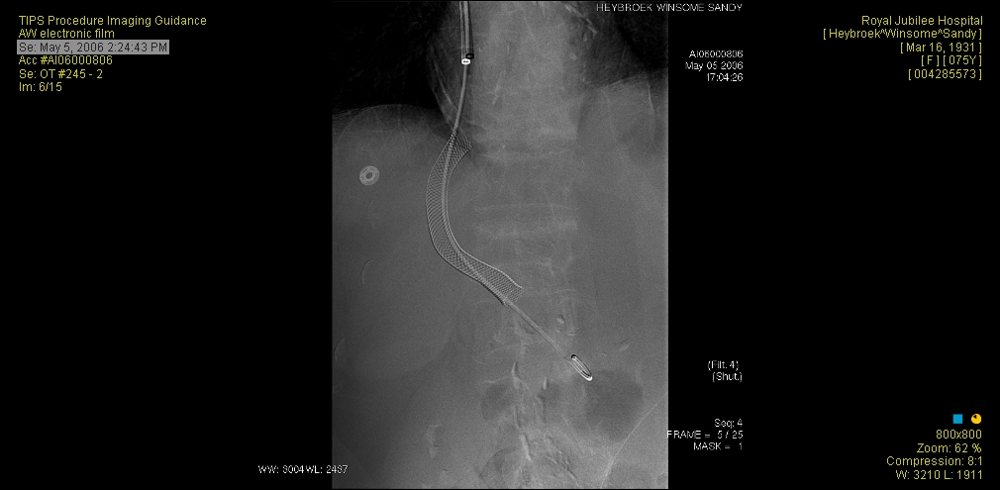 TIPS Procedure Imaging Guidance
AW electronic film
Se: May 5, 2006 2:24:43 PM
Acc #AI06000806
Se: OT #245 - 2
Im: 6/15
HEYBROEK WINSOME SANDY
AI06000806
May 05 2006
17:04:26
Royal Jubilee Hospital
[ Heybroek^Winsome^Sandy ]
[ Mar 16, 1931 ]
[ F ] [ 075Y ]
[ 004285573 ]
(Filt. 4)
(Shut.)
Seq: 4
FRAME = 5 / 25
MASK = 1
WW: 3004WL: 2437
800x800
Zoom: 62 %
Compression: 8:1
W: 3210 L: 1911